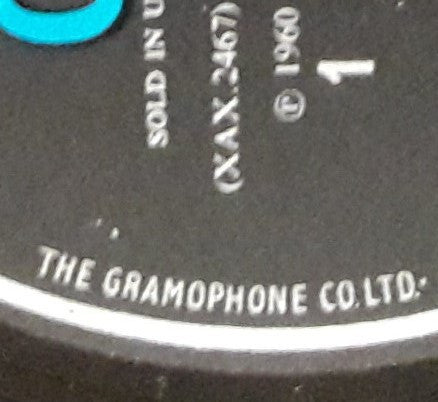 SOLD IN U
(XAX.2467)
Ⓟ 1960
1
THE GRAMOPHONE CO. LTD.